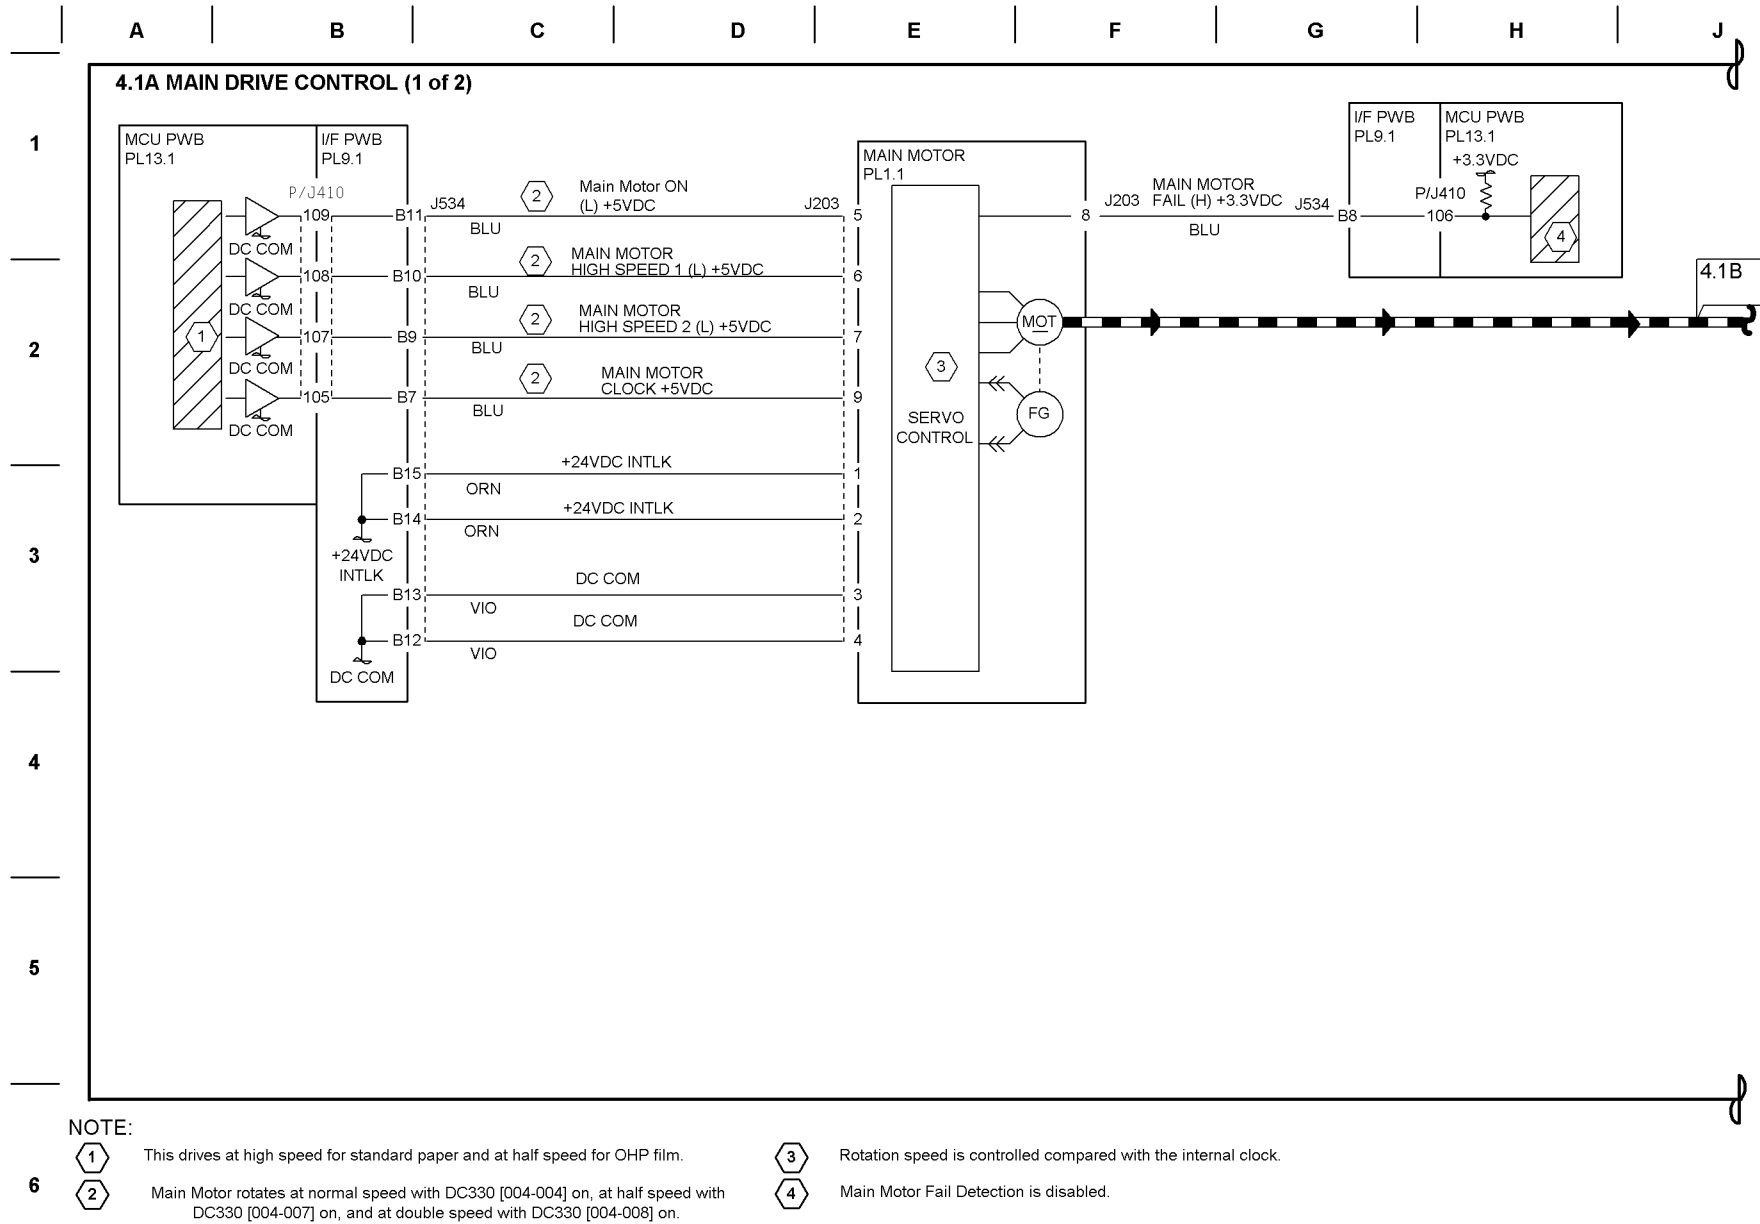 A B C D E F G H J
4.1A MAIN DRIVE CONTROL (1 of 2)
1
2
3
4
5
6
MCU PWB
PL13.1
I/F PWB
PL9.1
P/J410
109
B11
J534
DC COM
BLU
2
Main Motor ON
(L) +5VDC
J203
5
108
B10
DC COM
BLU
2
MAIN MOTOR
HIGH SPEED 1 (L) +5VDC
6
1
107
B9
DC COM
BLU
2
MAIN MOTOR
HIGH SPEED 2 (L) +5VDC
7
105
B7
DC COM
BLU
2
MAIN MOTOR
CLOCK +5VDC
9
B15
ORN
+24VDC INTLK
1
B14
ORN
+24VDC INTLK
2
+24VDC
INTLK
B13
VIO
DC COM
3
B12
VIO
DC COM
4
DC COM
MAIN MOTOR
PL1.1
3
SERVO
CONTROL
MOT
FG
8
J203
MAIN MOTOR
FAIL (H) +3.3VDC
BLU
J534
B8
I/F PWB
PL9.1
MCU PWB
PL13.1
+3.3VDC
P/J410
106
4
4.1B
NOTE:
1 This drives at high speed for standard paper and at half speed for OHP film.
2 Main Motor rotates at normal speed with DC330 [004-004] on, at half speed with
DC330 [004-007] on, and at double speed with DC330 [004-008] on.
3 Rotation speed is controlled compared with the internal clock.
4 Main Motor Fail Detection is disabled.